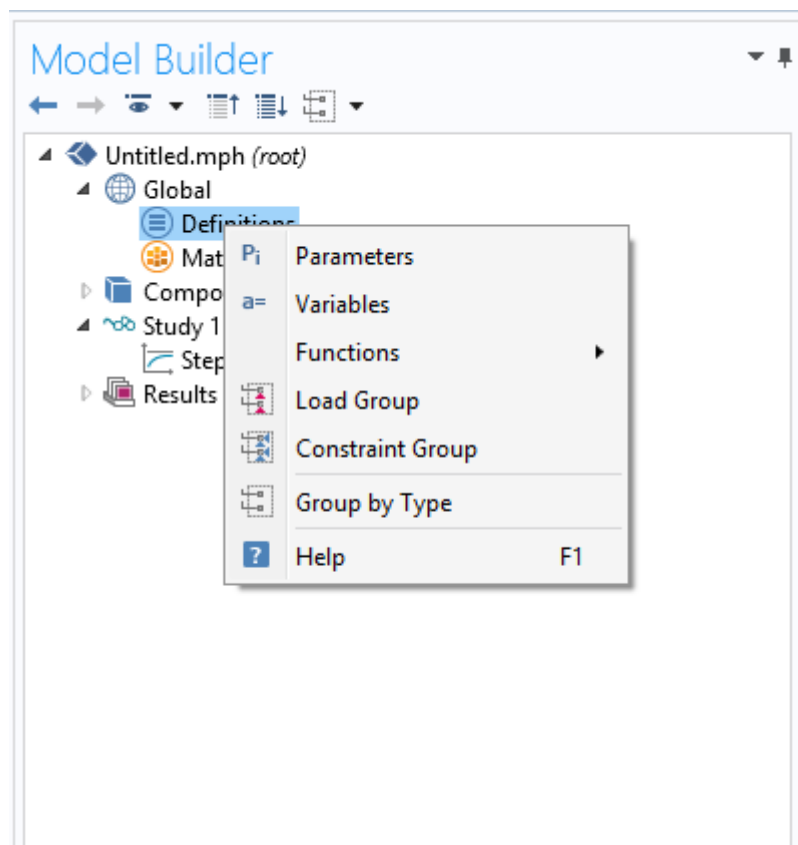 Model Builder
Untitled.mph (root)
Global
Definitions
Mat
Compo
Study 1
Step
Results
Pi Parameters
a= Variables
Functions
Load Group
Constraint Group
Group by Type
? Help F1